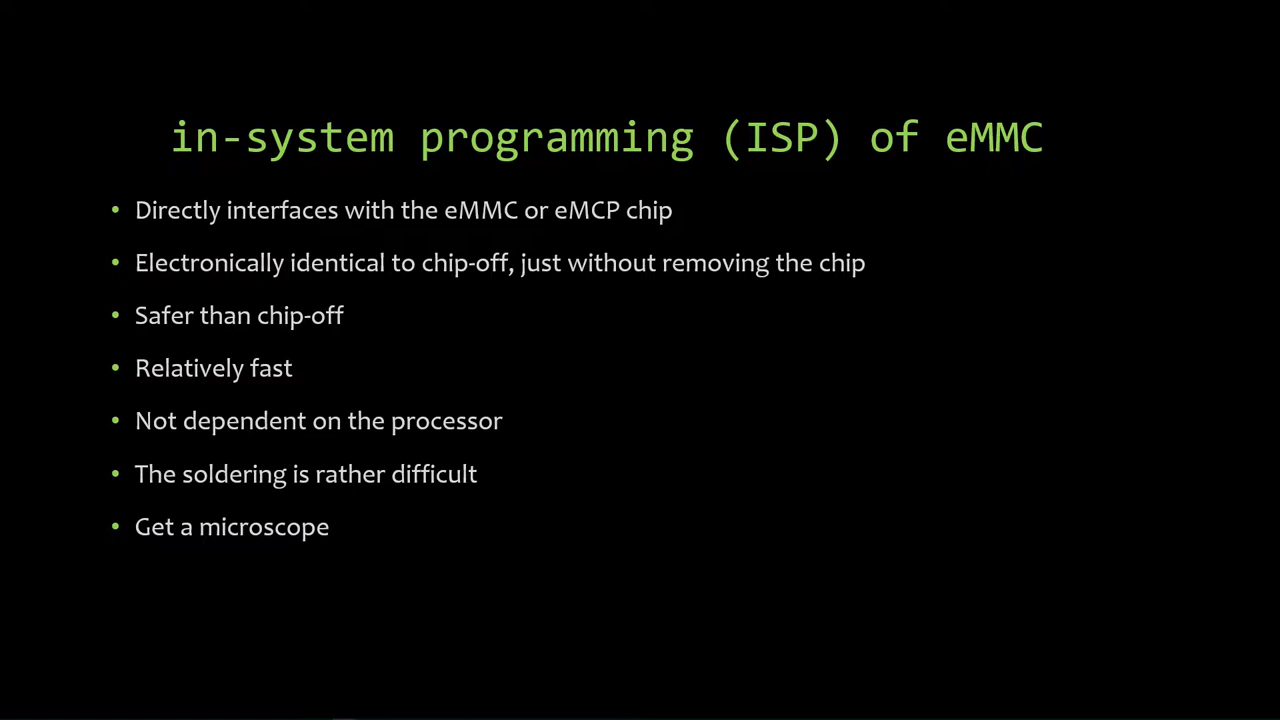 in-system programming (ISP) of eMMC
• Directly interfaces with the eMMC or eMCP chip
• Electronically identical to chip-off, just without removing the chip
• Safer than chip-off
• Relatively fast
• Not dependent on the processor
• The soldering is rather difficult
• Get a microscope